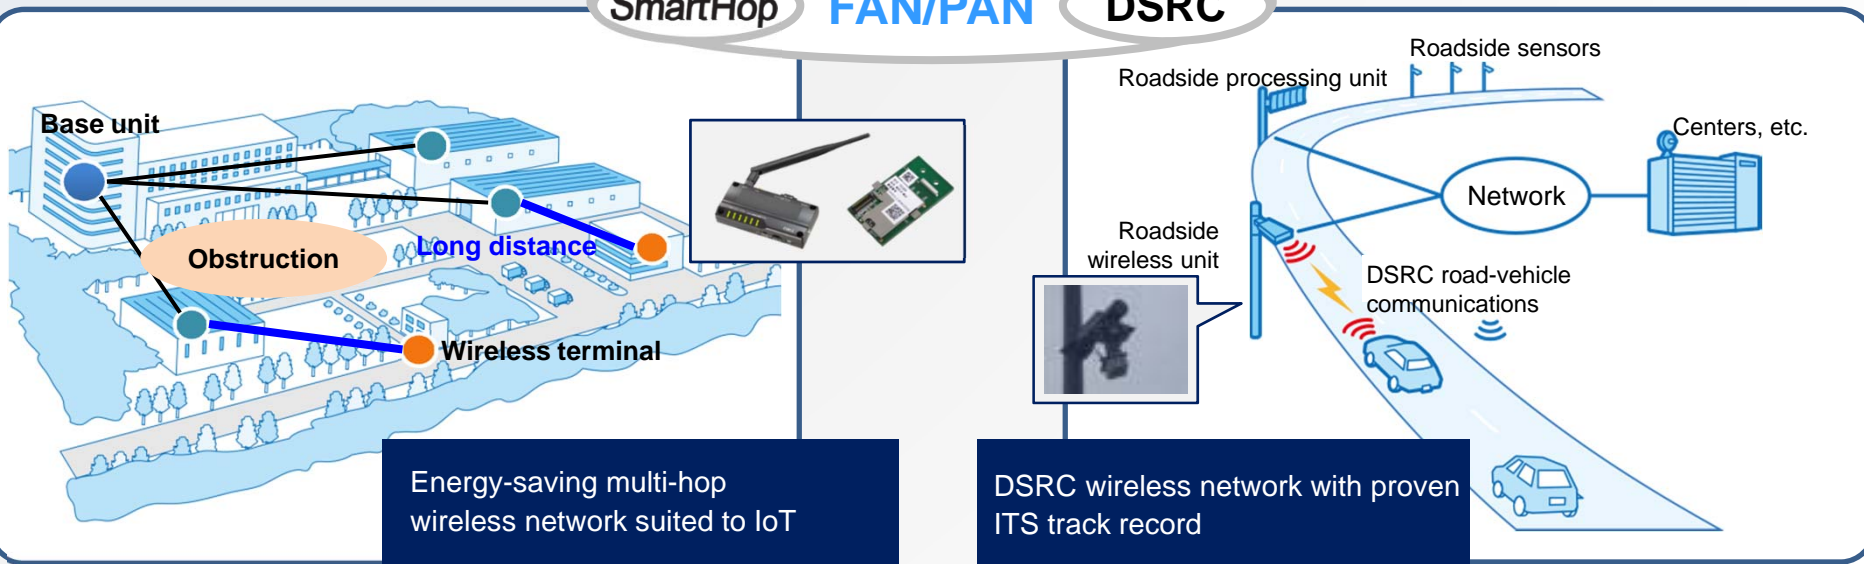 SmartHop
FAN/PAN
DSRC
Base unit
Obstruction
Long distance
Wireless terminal
Energy-saving multi-hop
wireless network suited to IoT
Roadside sensors
Roadside processing unit
Centers, etc.
Network
Roadside
wireless unit
DSRC road-vehicle
communications
DSRC wireless network with proven
ITS track record